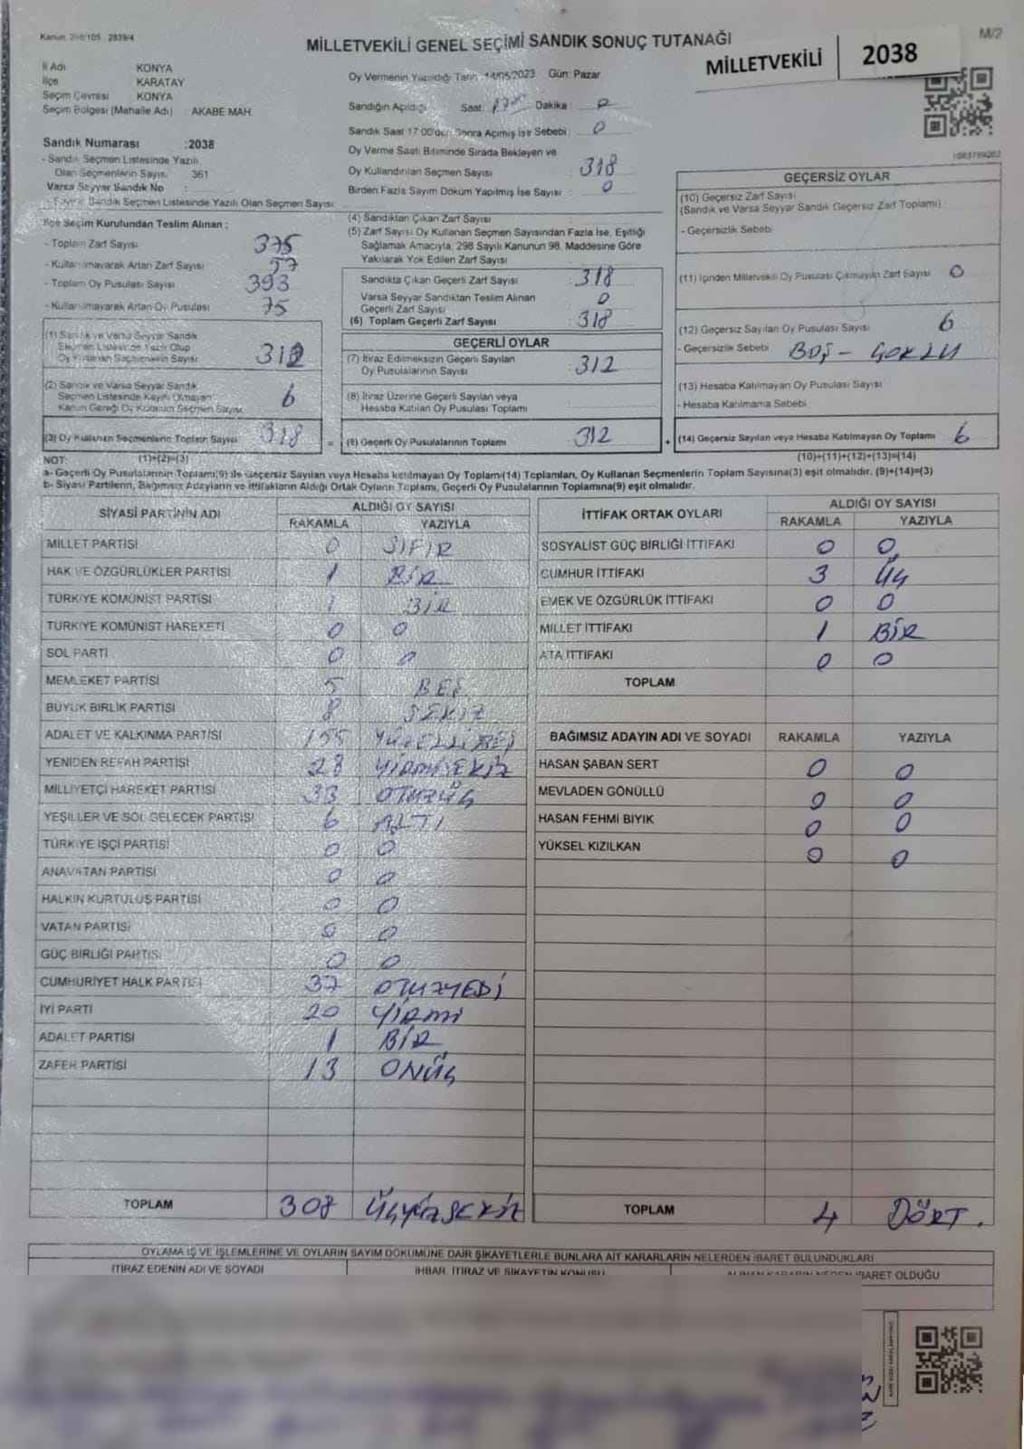 Kanun: 298/105 2839/4
M/2
MİLLETVEKİLİ GENEL SEÇİMİ SANDIK SONUÇ TUTANAĞI
MİLLETVEKİLİ 2038
İl Adı KONYA
İlçe KARATAY
Seçim Çevresi KONYA
Seçim Bölgesi (Mahalle Adı) AKABE MAH.
Sandık Numarası :2038
- Sandık Seçmen Listesinde Yazılı
Olan Seçmenlerin Sayısı 361
Varsa Seyyar Sandık No :
- Seyyar Sandık Seçmen Listesinde Yazılı Olan Seçmen Sayısı
Oy Vermenin Yapıldığı Tarih 14/05/2023 Gün: Pazar
Sandığın Açıldığı Saat: Dakika :
Sandık Saat 17:00'den Sonra Açılmış İse Sebebi : 0
Oy Verme Saati Bitiminde Sırada Bekleyen ve
Oy Kullandırılan Seçmen Sayısı 318
Birden Fazla Sayım Döküm Yapılmış İse Sayısı 0
İlçe Seçim Kurulundan Teslim Alınan ;
- Toplam Zarf Sayısı 375
- Kullanılmayarak Artan Zarf Sayısı 57
- Toplam Oy Pusulası Sayısı 393
- Kullanılmayarak Artan Oy Pusulası 75
(1) Sandık ve Varsa Seyyar Sandık
Seçmen Listesinde Yazılı Olup
Oy Kullanan Seçmenlerin Sayısı 312
(2) Sandık ve Varsa Seyyar Sandık
Seçmen Listesinde Kaydı Olmayan
Kanun Gereği Oy Kullanan Seçmen Sayısı 6
(3) Oy Kullanan Seçmenlerin Toplam Sayısı 318
(4) Sandıktan Çıkan Zarf Sayısı
(5) Zarf Sayısı Oy Kullanan Seçmen Sayısından Fazla İse, Eşitliği
Sağlamak Amacıyla, 298 Sayılı Kanunun 98. Maddesine Göre
Yakılarak Yok Edilen Zarf Sayısı
Sandıkta Çıkan Geçerli Zarf Sayısı 318
Varsa Seyyar Sandıktan Teslim Alınan
Geçerli Zarf Sayısı 0
(6) Toplam Geçerli Zarf Sayısı 318
GEÇERLİ OYLAR
(7) İtiraz Edilmeksizin Geçerli Sayılan
Oy Pusulalarının Sayısı 312
(8) İtiraz Üzerine Geçerli Sayılan veya
Hesaba Katılan Oy Pusulası Toplamı
= (9) Geçerli Oy Pusulalarının Toplamı 312
GEÇERSİZ OYLAR
(10) Geçersiz Zarf Sayısı
(Sandık ve Varsa Seyyar Sandık Geçersiz Zarf Toplamı)
- Geçersizlik Sebebi
(11) İçinden Milletvekili Oy Pusulası Çıkmayan Zarf Sayısı 0
(12) Geçersiz Sayılan Oy Pusulası Sayısı 6
- Geçersizlik Sebebi BOŞ - ÇOKLU
(13) Hesaba Katılmayan Oy Pusulası Sayısı
- Hesaba Katılmama Sebebi
+ (14) Geçersiz Sayılan veya Hesaba Katılmayan Oy Toplamı 6
NOT: (1)+(2)=(3) (10)+(11)+(12)+(13)=(14)
a- Geçerli Oy Pusulalarının Toplamı(9) ile Geçersiz Sayılan veya Hesaba katılmayan Oy Toplam(14) Toplamları, Oy Kullanan Seçmenlerin Toplam Sayısına(3) eşit olmalıdır. (9)+(14)=(3)
b- Siyasi Partilerin, Bağımsız Adayların ve ittifakların Aldığı Ortak Oyların Toplamı, Geçerli Oy Pusulalarının Toplamına(9) eşit olmalıdır.
SİYASİ PARTİNİN ADI ALDIĞI OY SAYISI
RAKAMLA YAZIYLA
MİLLET PARTİSİ 0 SIFIR
HAK VE ÖZGÜRLÜKLER PARTİSİ 1 BİR
TÜRKİYE KOMÜNİST PARTİSİ 1 BİR
TÜRKİYE KOMÜNİST HAREKETİ 0 0
SOL PARTİ 0 0
MEMLEKET PARTİSİ 5 BEŞ
BÜYÜK BİRLİK PARTİSİ 8 SEKİZ
ADALET VE KALKINMA PARTİSİ 155 YÜZELLİBEŞ
YENİDEN REFAH PARTİSİ 28 YİRMİSEKİZ
MİLLİYETÇİ HAREKET PARTİSİ 33 OTUZÜÇ
YEŞİLLER VE SOL GELECEK PARTİSİ 6 ALTI
TÜRKİYE İŞÇİ PARTİSİ 0 0
ANAVATAN PARTİSİ 0 0
HALKIN KURTULUŞ PARTİSİ 0 0
VATAN PARTİSİ 0 0
GÜÇ BİRLİĞİ PARTİSİ 0 0
CUMHURİYET HALK PARTİSİ 37 OTUZYEDİ
İYİ PARTİ 20 YİRMİ
ADALET PARTİSİ 1 BİR
ZAFER PARTİSİ 13 ONÜÇ
TOPLAM 308 ÜÇYÜZSEKİZ
İTTİFAK ORTAK OYLARI ALDIĞI OY SAYISI
RAKAMLA YAZIYLA
SOSYALİST GÜÇ BİRLİĞİ İTTİFAKI 0 0
CUMHUR İTTİFAKI 3 ÜÇ
EMEK VE ÖZGÜRLÜK İTTİFAKI 0 0
MİLLET İTTİFAKI 1 BİR
ATA İTTİFAKI 0 0
TOPLAM
BAĞIMSIZ ADAYIN ADI VE SOYADI RAKAMLA YAZIYLA
HASAN ŞABAN SERT 0 0
MEVLADEN GÖNÜLLÜ 0 0
HASAN FEHMİ BIYIK 0 0
YÜKSEL KIZILKAN 0 0
TOPLAM 4 DÖRT.
OYLAMA İŞ VE İŞLEMLERİNE VE OYLARIN SAYIM DÖKÜMÜNE DAİR ŞİKAYETLERLE BUNLARA AİT KARARLARIN NELERDEN İBARET BULUNDUKLARI
İTİRAZ EDENİN ADI VE SOYADI İHBAR, İTİRAZ VE ŞİKAYETİN KONUSU ALINAN KARARIN NEDEN İBARET OLDUĞU